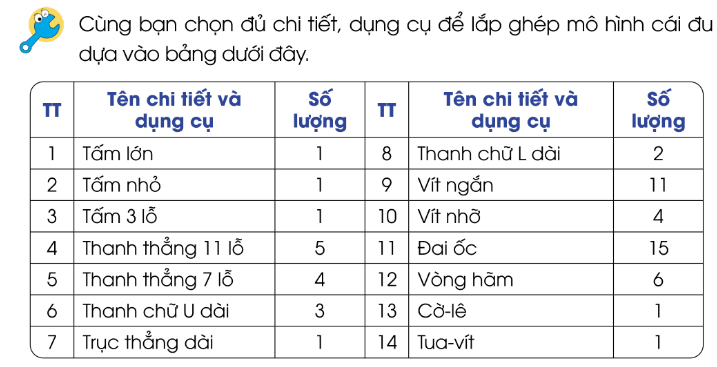 Cùng bạn chọn đủ chi tiết, dụng cụ để lắp ghép mô hình cái đu
dựa vào bảng dưới đây.
TT Tên chi tiết và dụng cụ Số lượng TT Tên chi tiết và dụng cụ Số lượng
1 Tấm lớn 1 8 Thanh chữ L dài 2
2 Tấm nhỏ 1 9 Vít ngắn 11
3 Tấm 3 lỗ 1 10 Vít nhỡ 4
4 Thanh thẳng 11 lỗ 5 11 Đai ốc 15
5 Thanh thẳng 7 lỗ 4 12 Vòng hãm 6
6 Thanh chữ U dài 3 13 Cờ-lê 1
7 Trục thẳng dài 1 14 Tua-vít 1